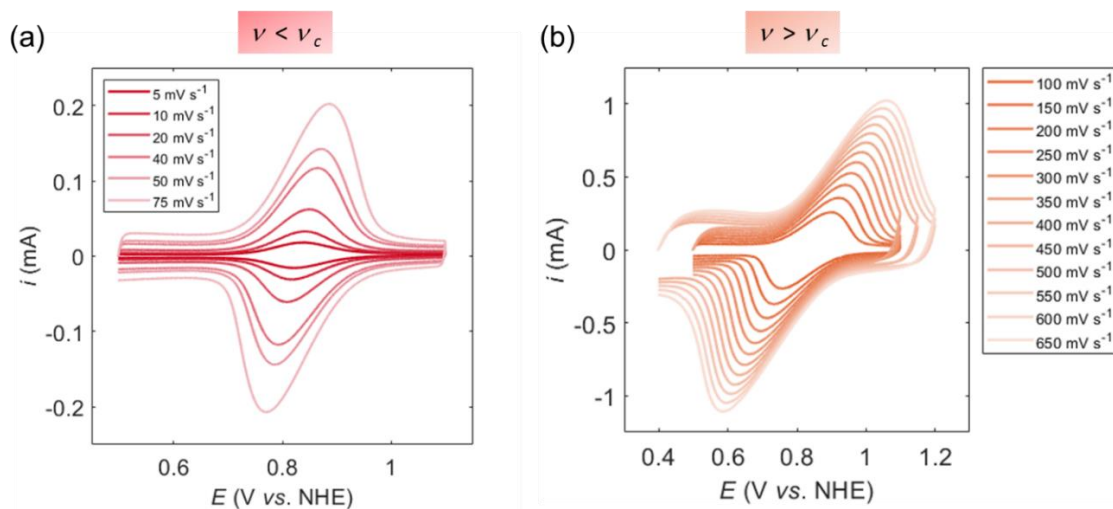 (a)
ν < ν c
5 mV s-1
10 mV s-1
20 mV s-1
40 mV s-1
50 mV s-1
75 mV s-1
0.2
0.1
0
-0.1
-0.2
i (mA)
0.6 0.8 1
E (V vs. NHE)
(b)
ν > ν c
1
0.5
0
-0.5
-1
i (mA)
0.4 0.6 0.8 1 1.2
E (V vs. NHE)
100 mV s-1
150 mV s-1
200 mV s-1
250 mV s-1
300 mV s-1
350 mV s-1
400 mV s-1
450 mV s-1
500 mV s-1
550 mV s-1
600 mV s-1
650 mV s-1